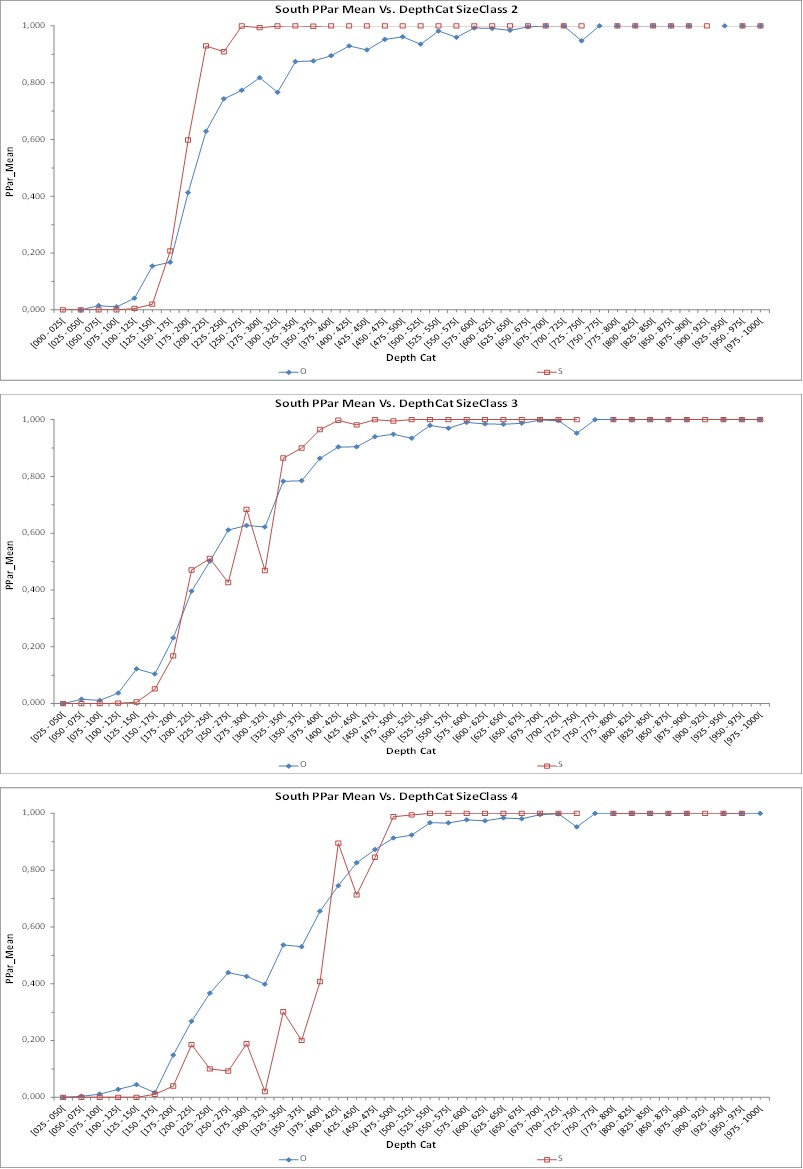 South PPar Mean Vs. DepthCat SizeClass 2
PPar_Mean
1,000
0,800
0,600
0,400
0,200
0,000
[000 - 025[
[025 - 050[
[050 - 075[
[075 - 100[
[100 - 125[
[125 - 150[
[150 - 175[
[175 - 200[
[200 - 225[
[225 - 250[
[250 - 275[
[275 - 300[
[300 - 325[
[325 - 350[
[350 - 375[
[375 - 400[
[400 - 425[
[425 - 450[
[450 - 475[
[475 - 500[
[500 - 525[
[525 - 550[
[550 - 575[
[575 - 600[
[600 - 625[
[625 - 650[
[650 - 675[
[675 - 700[
[700 - 725[
[725 - 750[
[750 - 775[
[775 - 800[
[800 - 825[
[825 - 850[
[850 - 875[
[875 - 900[
[900 - 925[
[925 - 950[
[950 - 975[
[975 - 1000[
Depth Cat
O S
South PPar Mean Vs. DepthCat SizeClass 3
PPar_Mean
1,000
0,800
0,600
0,400
0,200
0,000
[025 - 050[
[050 - 075[
[075 - 100[
[100 - 125[
[125 - 150[
[150 - 175[
[175 - 200[
[200 - 225[
[225 - 250[
[250 - 275[
[275 - 300[
[300 - 325[
[325 - 350[
[350 - 375[
[375 - 400[
[400 - 425[
[425 - 450[
[450 - 475[
[475 - 500[
[500 - 525[
[525 - 550[
[550 - 575[
[575 - 600[
[600 - 625[
[625 - 650[
[650 - 675[
[675 - 700[
[700 - 725[
[725 - 750[
[750 - 775[
[775 - 800[
[800 - 825[
[825 - 850[
[850 - 875[
[875 - 900[
[900 - 925[
[925 - 950[
[950 - 975[
[975 - 1000[
Depth Cat
O S
South PPar Mean Vs. DepthCat SizeClass 4
PPar_Mean
1,000
0,800
0,600
0,400
0,200
0,000
[025 - 050[
[050 - 075[
[075 - 100[
[100 - 125[
[125 - 150[
[150 - 175[
[175 - 200[
[200 - 225[
[225 - 250[
[250 - 275[
[275 - 300[
[300 - 325[
[325 - 350[
[350 - 375[
[375 - 400[
[400 - 425[
[425 - 450[
[450 - 475[
[475 - 500[
[500 - 525[
[525 - 550[
[550 - 575[
[575 - 600[
[600 - 625[
[625 - 650[
[650 - 675[
[675 - 700[
[700 - 725[
[725 - 750[
[750 - 775[
[775 - 800[
[800 - 825[
[825 - 850[
[850 - 875[
[875 - 900[
[900 - 925[
[925 - 950[
[950 - 975[
[975 - 1000[
Depth Cat
O S